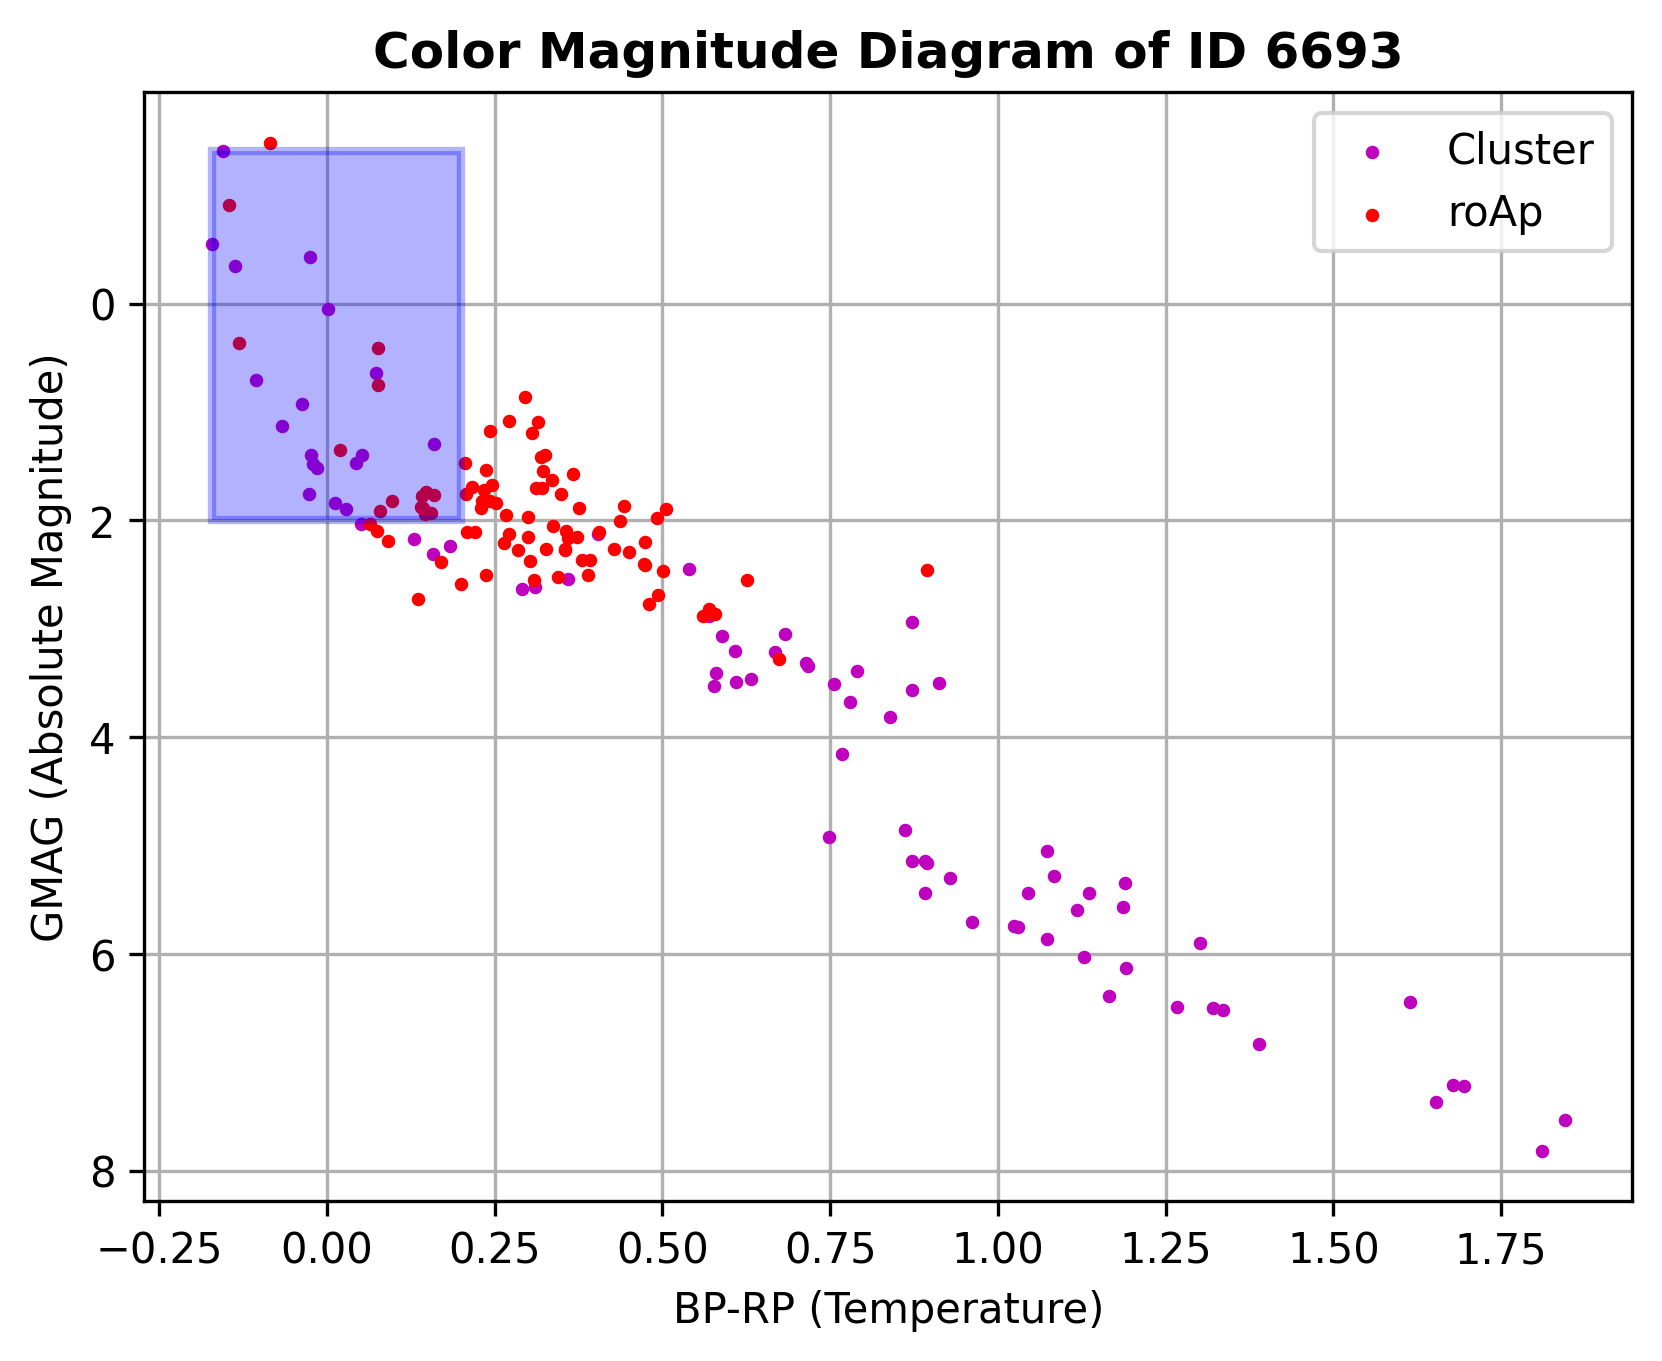 Color Magnitude Diagram of ID 6693
Cluster
roAp
GMAG (Absolute Magnitude)
0
2
4
6
8
−0.25 0.00 0.25 0.50 0.75 1.00 1.25 1.50 1.75
BP-RP (Temperature)